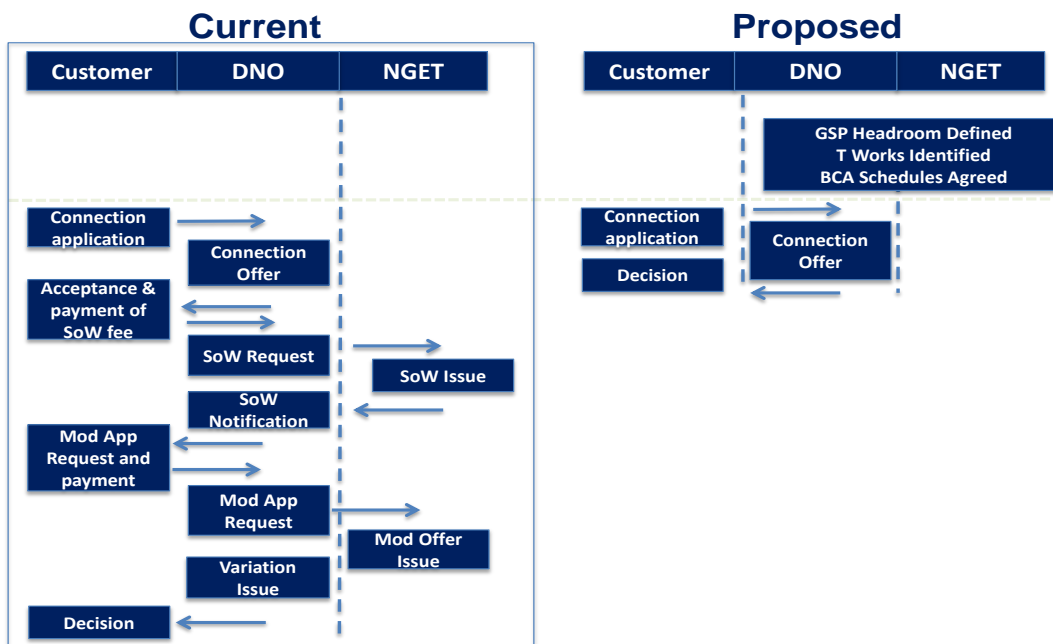 Current
Customer
DNO
NGET
Connection
application
Connection
Offer
Acceptance &
payment of
SoW fee
SoW Request
SoW Issue
SoW
Notification
Mod App
Request and
payment
Mod App
Request
Mod Offer
Issue
Variation
Issue
Decision
Proposed
Customer
DNO
NGET
GSP Headroom Defined
T Works Identified
BCA Schedules Agreed
Connection
application
Connection
Offer
Decision